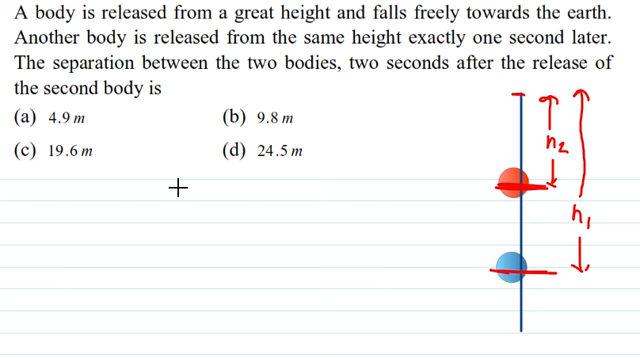 A body is released from a great height and falls freely towards the earth.
Another body is released from the same height exactly one second later.
The separation between the two bodies, two seconds after the release of
the second body is
(a) 4.9 m (b) 9.8 m
(c) 19.6 m (d) 24.5 m
h2
h1